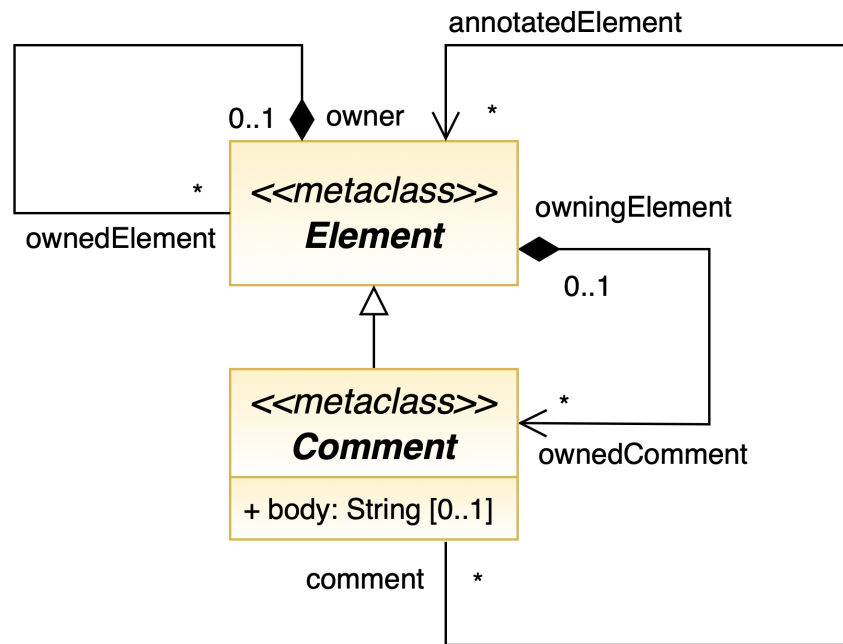 annotatedElement
0..1
owner
*
*
<<metaclass>>
Element
ownedElement
owningElement
0..1
<<metaclass>>
Comment
*
ownedComment
+ body: String [0..1]
comment
*